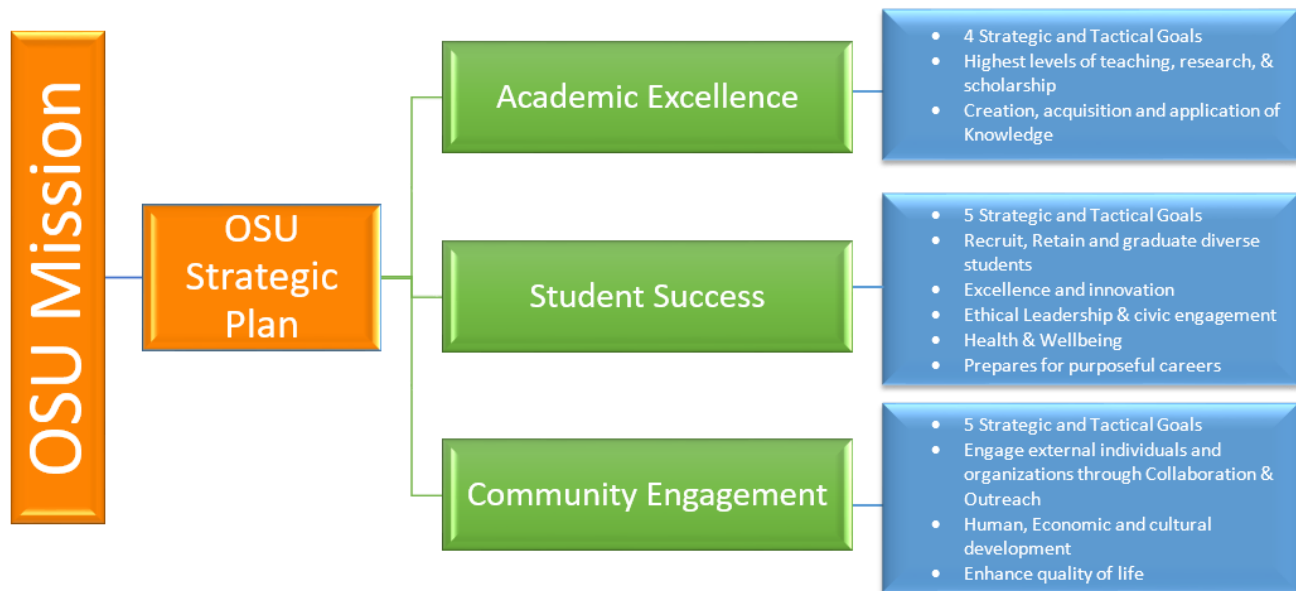 OSU Mission
OSU
Strategic
Plan
Academic Excellence
• 4 Strategic and Tactical Goals
• Highest levels of teaching, research, &
scholarship
• Creation, acquisition and application of
Knowledge
Student Success
• 5 Strategic and Tactical Goals
• Recruit, Retain and graduate diverse
students
• Excellence and innovation
• Ethical Leadership & civic engagement
• Health & Wellbeing
• Prepares for purposeful careers
Community Engagement
• 5 Strategic and Tactical Goals
• Engage external individuals and
organizations through Collaboration &
Outreach
• Human, Economic and cultural
development
• Enhance quality of life